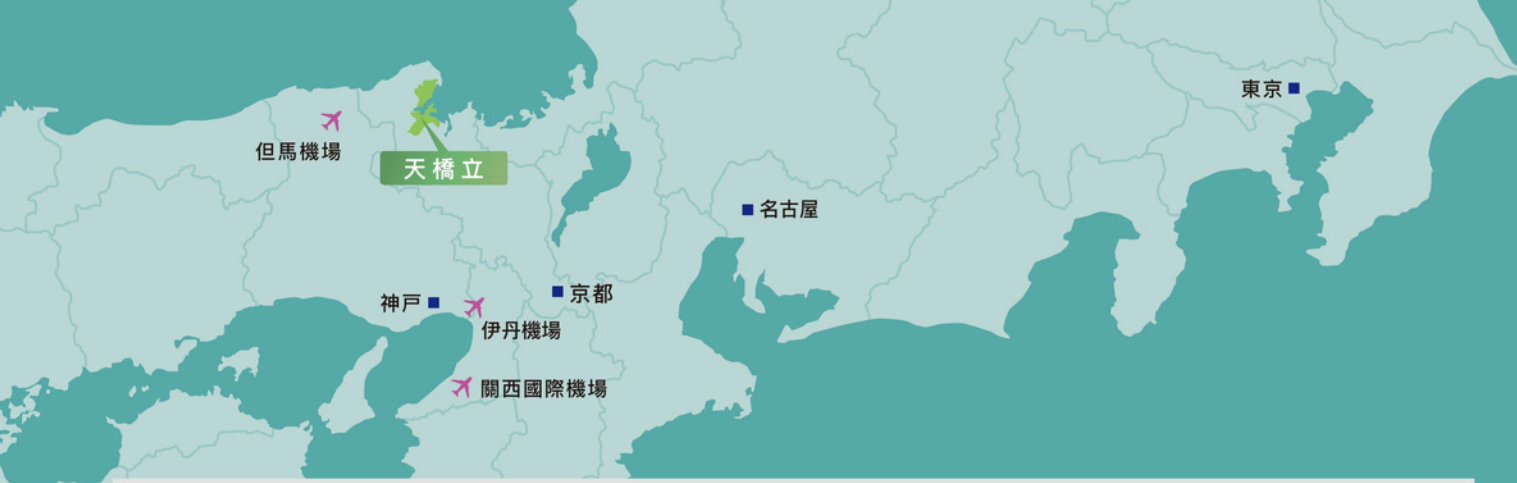 東京
但馬機場
天橋立
名古屋
神戸
京都
伊丹機場
關西國際機場